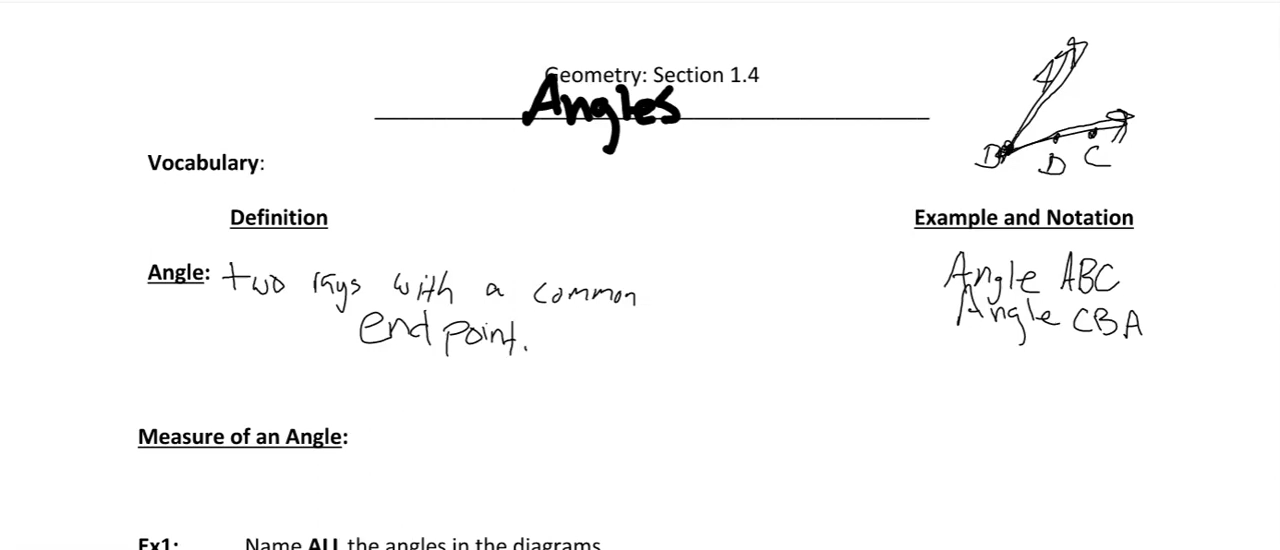 Geometry: Section 1.4
Angles
A
B D C
Vocabulary:
Definition Example and Notation
Angle: two rays with a common
end point.
Angle ABC
Angle CBA
Measure of an Angle:
Ex1: Name ALL the angles in the diagrams